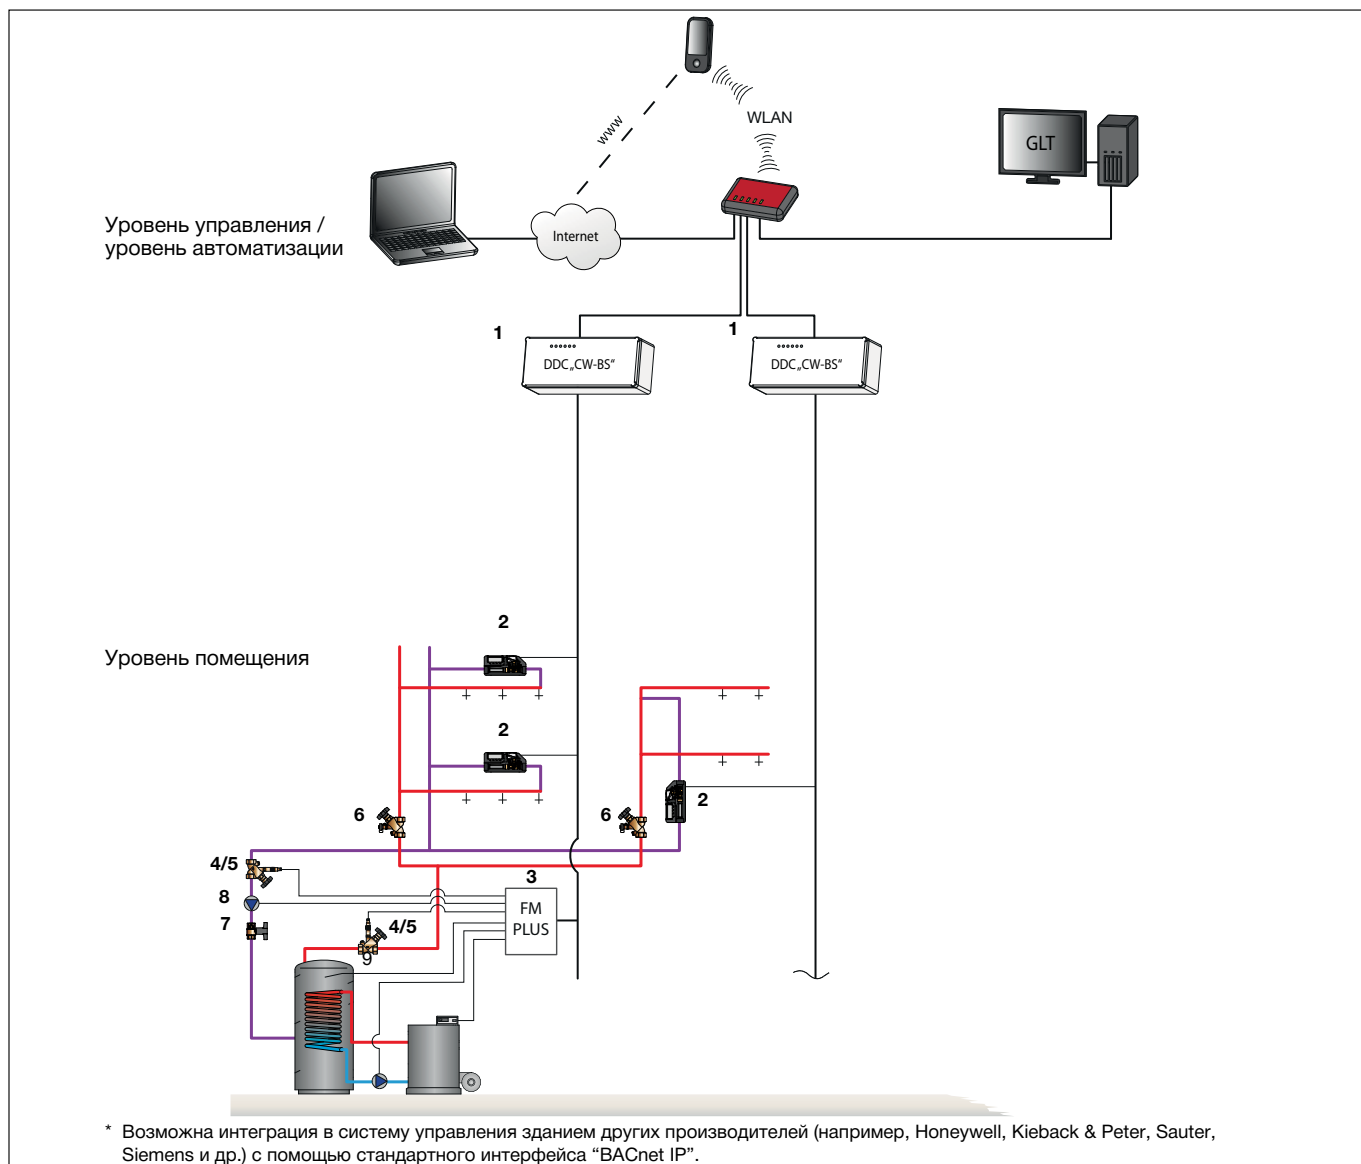 WLAN
www
GLT
Уровень управления /
уровень автоматизации
Internet
1
1
DDC „CW-BS“
DDC „CW-BS“
2
Уровень помещения
2
2
6
6
4/5
3
8
FM
PLUS
4/5
7
* Возможна интеграция в систему управления зданием других производителей (например, Honeywell, Kieback & Peter, Sauter,
Siemens и др.) с помощью стандартного интерфейса “BACnet IP”.